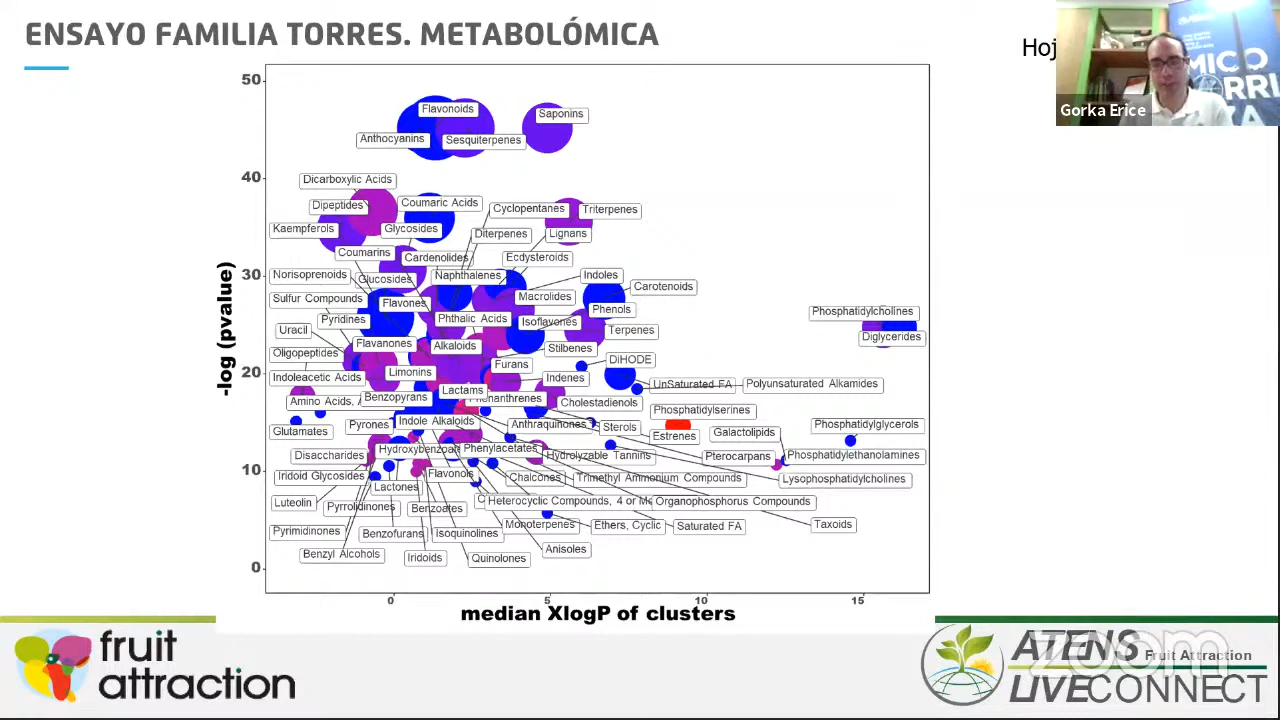 ENSAYO FAMILIA TORRES. METABOLÓMICA
Hoj
MICO
RRI
A
Gorka Erice
50
40
30
20
10
0
-log (pvalue)
Flavonoids
Saponins
Anthocyanins
Sesquiterpenes
Dicarboxylic Acids
Dipeptides
Coumaric Acids
Cyclopentanes
Triterpenes
Kaempferols
Glycosides
Diterpenes
Lignans
Coumarins
Cardenolides
Ecdysteroids
Norisoprenoids
Glucosides
Naphthalenes
Indoles
Carotenoids
Sulfur Compounds
Flavones
Macrolides
Phenols
Phosphatidylcholines
Pyridines
Phthalic Acids
Isoflavones
Terpenes
Diglycerides
Uracil
Flavanones
Alkaloids
Stilbenes
Oligopeptides
Furans
DiHODE
Indoleacetic Acids
Limonins
Indenes
UnSaturated FA
Polyunsaturated Alkamides
Amino Acids,
Benzopyrans
Lactams
Phenanthrenes
Cholestadienols
Phosphatidylserines
Glutamates
Pyrones
Indole Alkaloids
Anthraquinones
Sterols
Estrenes
Galactolipids
Phosphatidylglycerols
Disaccharides
Hydroxybenzoa
Phenylacetates
Hydrolyzable Tannins
Pterocarpans
Phosphatidylethanolamines
Iridoid Glycosides
Lactones
Flavonols
Chalcones
Trimethyl Ammonium Compounds
Lysophosphatidylcholines
Luteolin
Pyrrolidinones
Benzoates
Heterocyclic Compounds, 4 or Mo
Organophosphorus Compounds
Pyrimidinones
Benzofurans
Isoquinolines
Monoterpenes
Ethers, Cyclic
Saturated FA
Taxoids
Benzyl Alcohols
Iridoids
Quinolones
Anisoles
0
5
10
15
median XlogP of clusters
fruit
attraction
ATENS
Fruit Attraction
LIVECONNECT
zoom